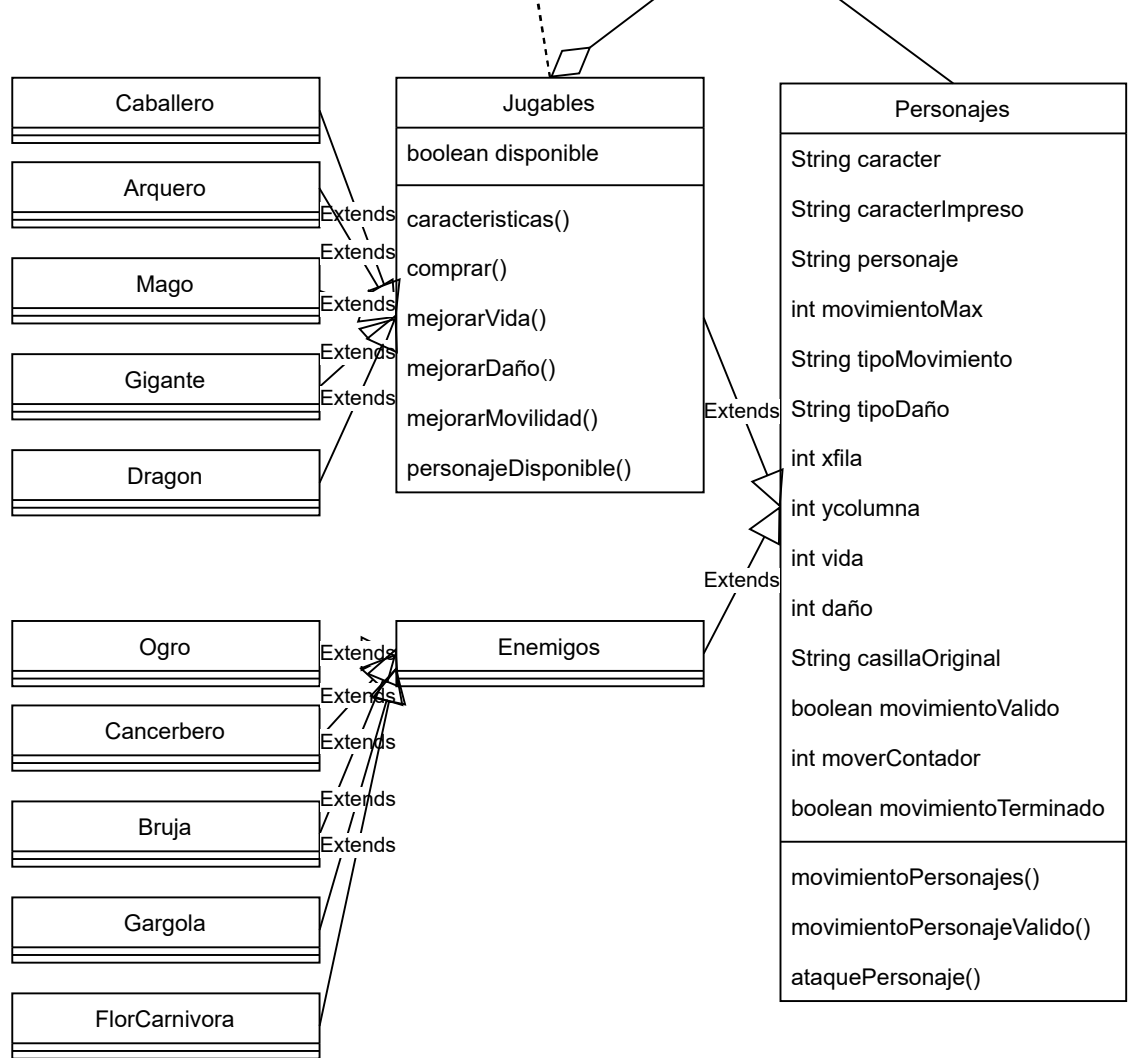 Caballero
Arquero
Mago
Gigante
Dragon
Extends
Extends
Extends
Extends
Extends
Jugables
boolean disponible
caracteristicas()
comprar()
mejorarVida()
mejorarDaño()
mejorarMovilidad()
personajeDisponible()
Extends
Extends
Personajes
String caracter
String caracterImpreso
String personaje
int movimientoMax
String tipoMovimiento
String tipoDaño
int xfila
int ycolumna
int vida
int daño
String casillaOriginal
boolean movimientoValido
int moverContador
boolean movimientoTerminado
movimientoPersonajes()
movimientoPersonajeValido()
ataquePersonaje()
Ogro
Cancerbero
Bruja
Gargola
FlorCarnivora
Extends
Extends
Extends
Extends
Extends
Enemigos